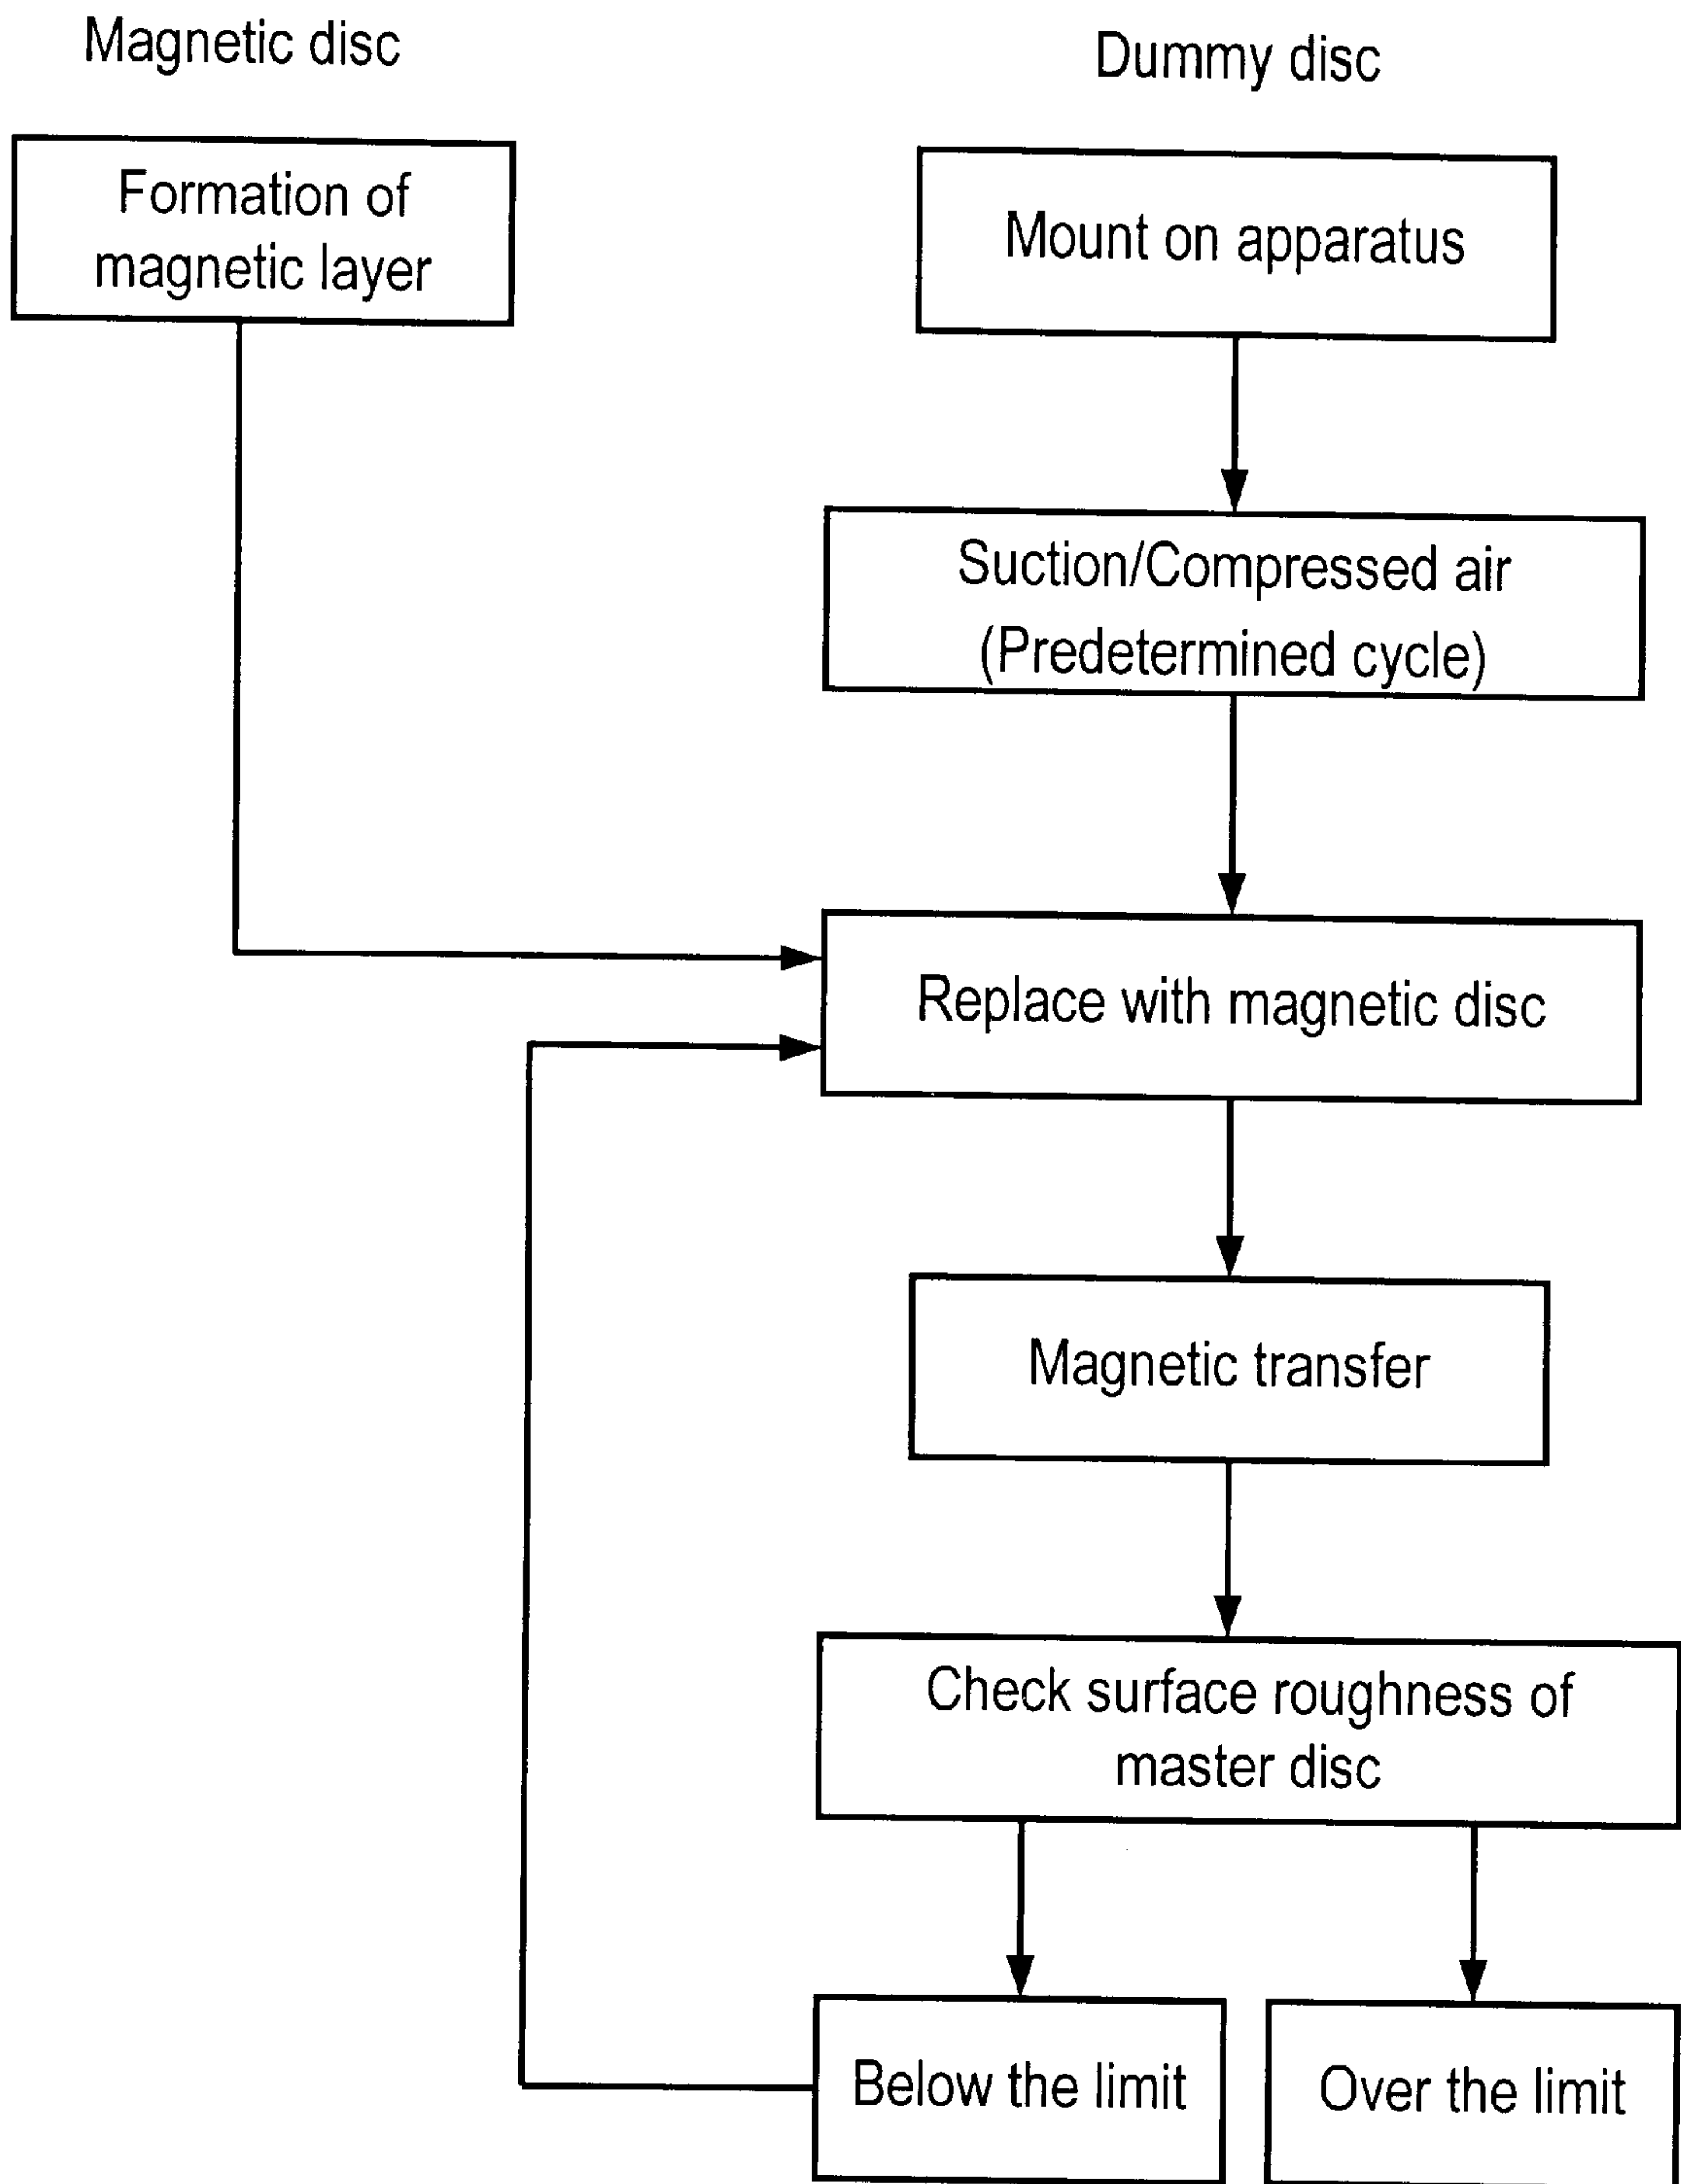 Magnetic disc
Dummy disc
Formation of
magnetic layer
Mount on apparatus
Suction/Compressed air
(Predetermined cycle)
Replace with magnetic disc
Magnetic transfer
Check surface roughness of
master disc
Below the limit
Over the limit